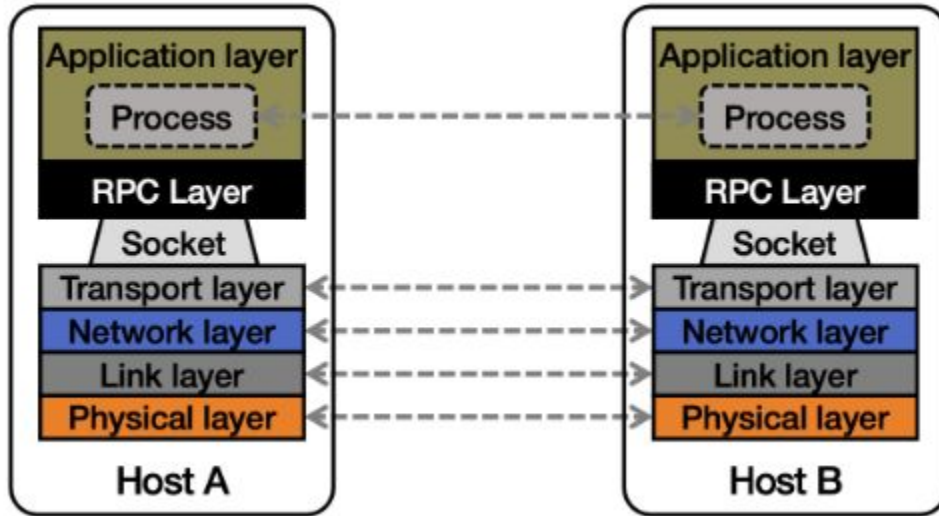 Application layer
Process
RPC Layer
Socket
Transport layer
Network layer
Link layer
Physical layer
Host A
Application layer
Process
RPC Layer
Socket
Transport layer
Network layer
Link layer
Physical layer
Host B